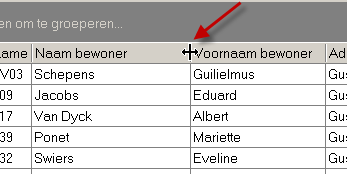 en om te groeperen...
ame Naam bewoner Voornaam bewoner Ad
V03 Schepens Guilielmus Gus
09 Jacobs Eduard Gus
17 Van Dyck Albert Gus
39 Ponet Mariette Gus
32 Swiers Eveline Gus